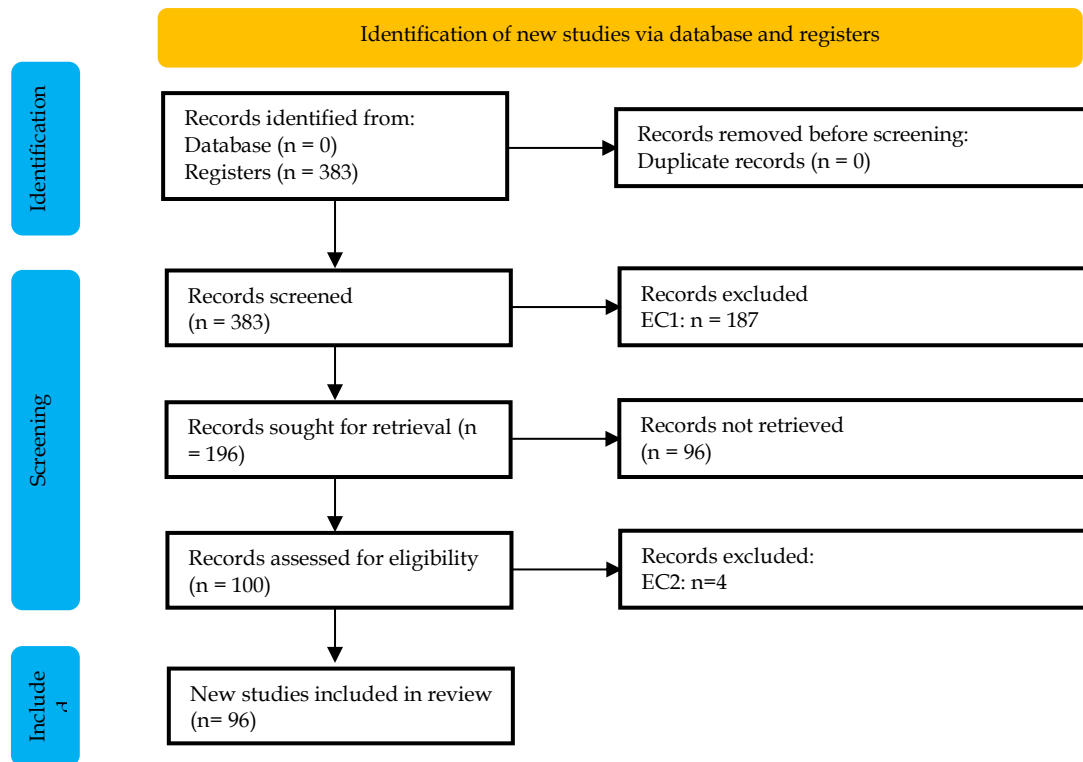 Identification of new studies via database and registers
Identification
Records identified from:
Database (n = 0)
Registers (n = 383)
Records removed before screening:
Duplicate records (n = 0)
Screening
Records screened
(n = 383)
Records excluded
EC1: n = 187
Records sought for retrieval (n
= 196)
Records not retrieved
(n = 96)
Records assessed for eligibility
(n = 100)
Records excluded:
EC2: n=4
Include
d
New studies included in review
(n= 96)